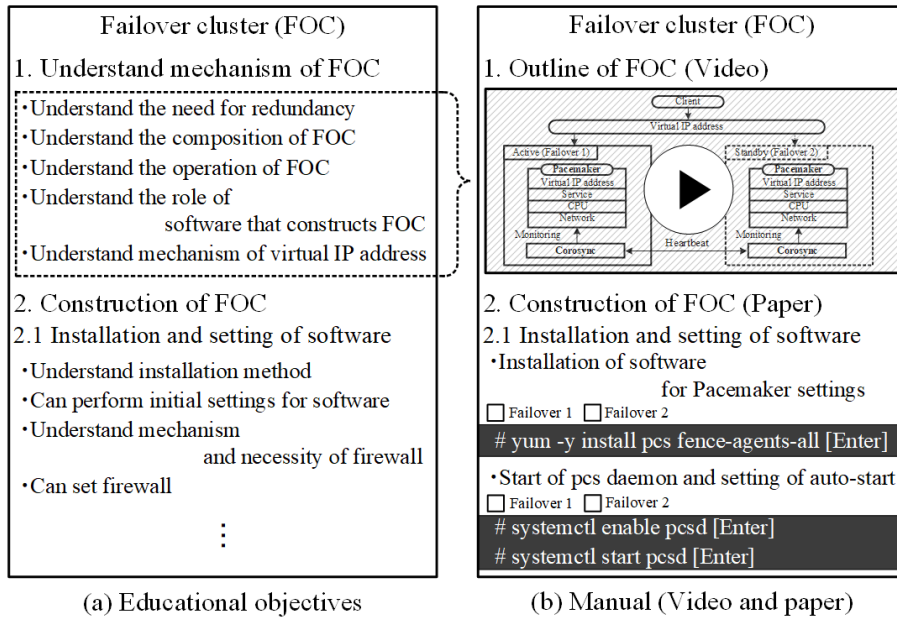 Failover cluster (FOC)
1. Understand mechanism of FOC
・Understand the need for redundancy
・Understand the composition of FOC
・Understand the operation of FOC
・Understand the role of
software that constructs FOC
・Understand mechanism of virtual IP address
2. Construction of FOC
2.1 Installation and setting of software
・Understand installation method
・Can perform initial settings for software
・Understand mechanism
and necessity of firewall
・Can set firewall
⋮
(a) Educational objectives
Failover cluster (FOC)
1. Outline of FOC (Video)
Client
Virtual IP address
Active (Failover 1)
Pacemaker
Virtual IP address
Service
CPU
Network
Monitoring
Corosync
Heartbeat
Standby (Failover 2)
Pacemaker
Virtual IP address
Service
CPU
Network
Monitoring
Corosync
2. Construction of FOC (Paper)
2.1 Installation and setting of software
・Installation of software
for Pacemaker settings
□ Failover 1 □ Failover 2
# yum -y install pcs fence-agents-all [Enter]
・Start of pcs daemon and setting of auto-start
□ Failover 1 □ Failover 2
# systemctl enable pcsd [Enter]
# systemctl start pcsd [Enter]
(b) Manual (Video and paper)